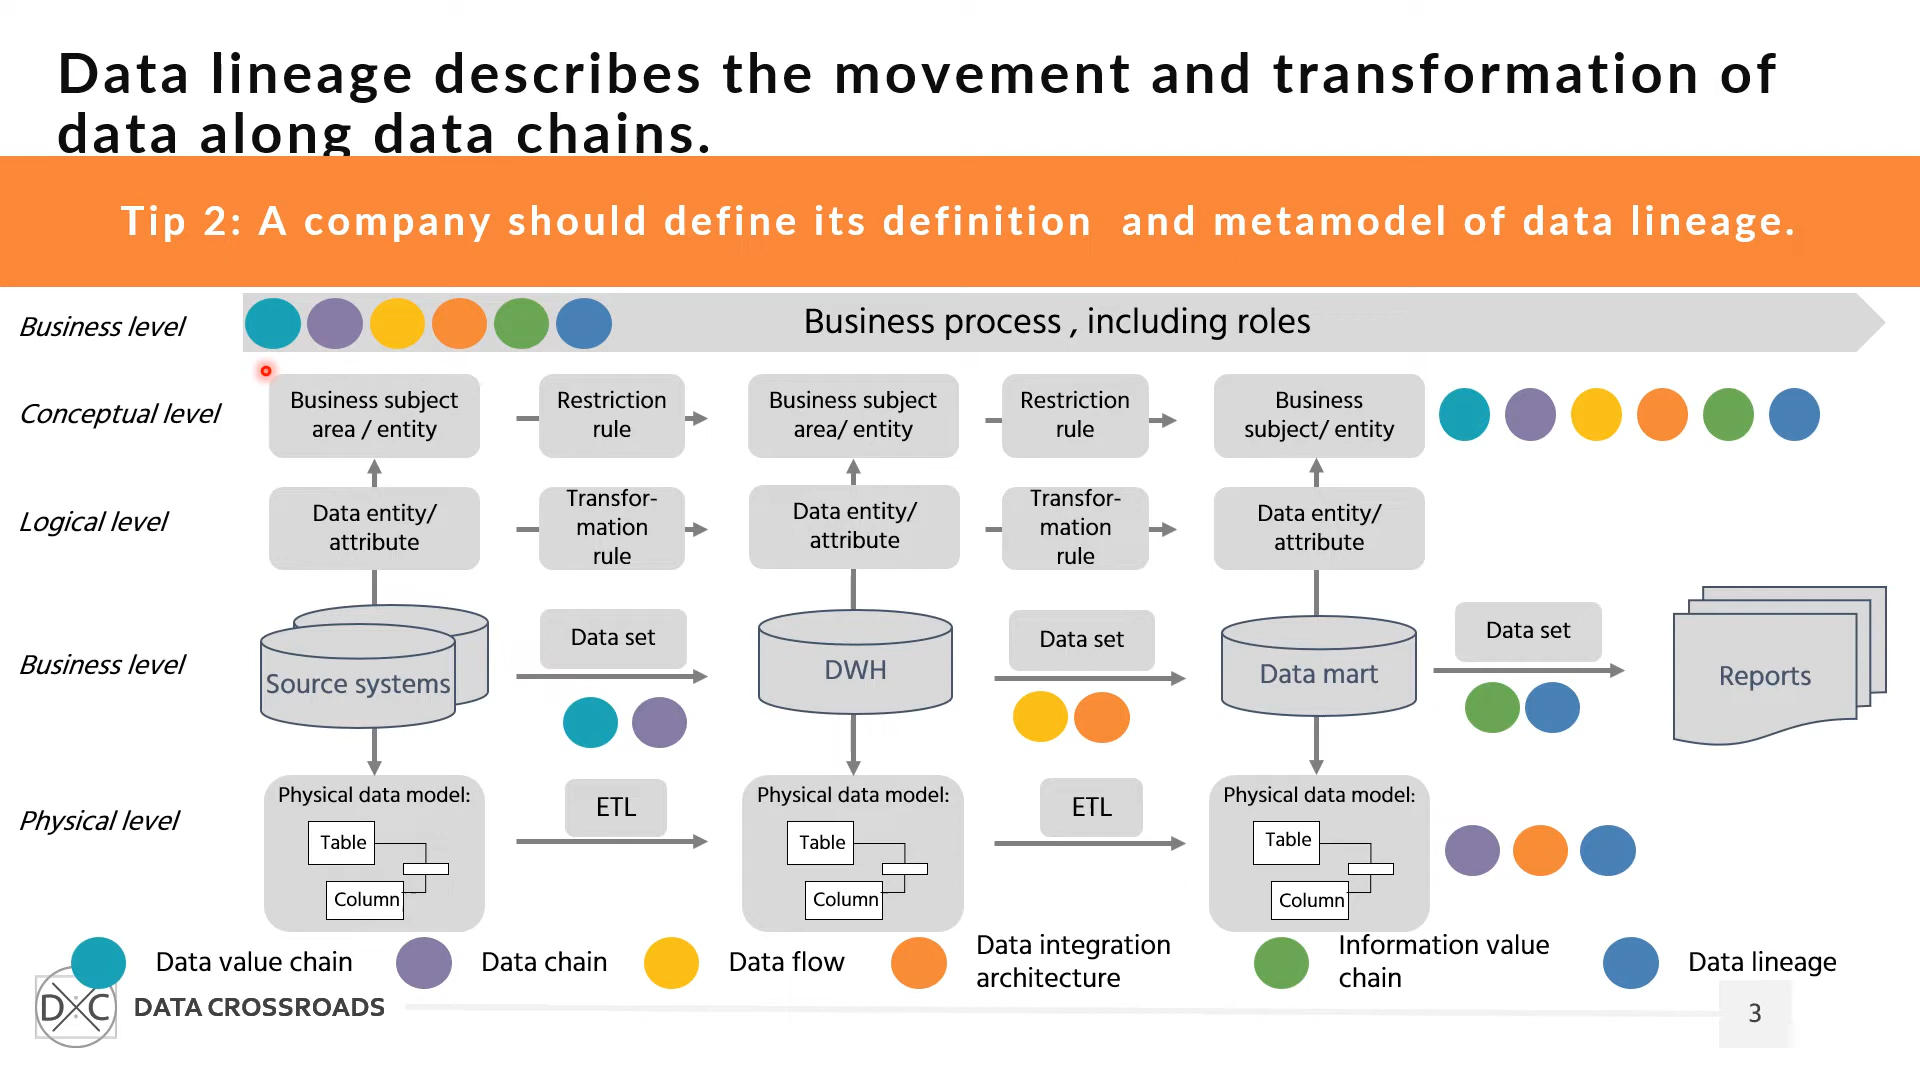 Data lineage describes the movement and transformation of
data along data chains.
Tip 2: A company should define its definition and metamodel of data lineage.
Business level
Business process , including roles
Conceptual level
Business subject
area / entity
Restriction
rule
Business subject
area/ entity
Restriction
rule
Business
subject/ entity
Logical level
Data entity/
attribute
Transfor-
mation
rule
Data entity/
attribute
Transfor-
mation
rule
Data entity/
attribute
Business level
Source systems
Data set
DWH
Data set
Data mart
Data set
Reports
Physical level
Physical data model:
Table
Column
ETL
Physical data model:
Table
Column
ETL
Physical data model:
Table
Column
Data value chain
Data chain
Data flow
Data integration
architecture
Information value
chain
Data lineage
D C
DATA CROSSROADS
3